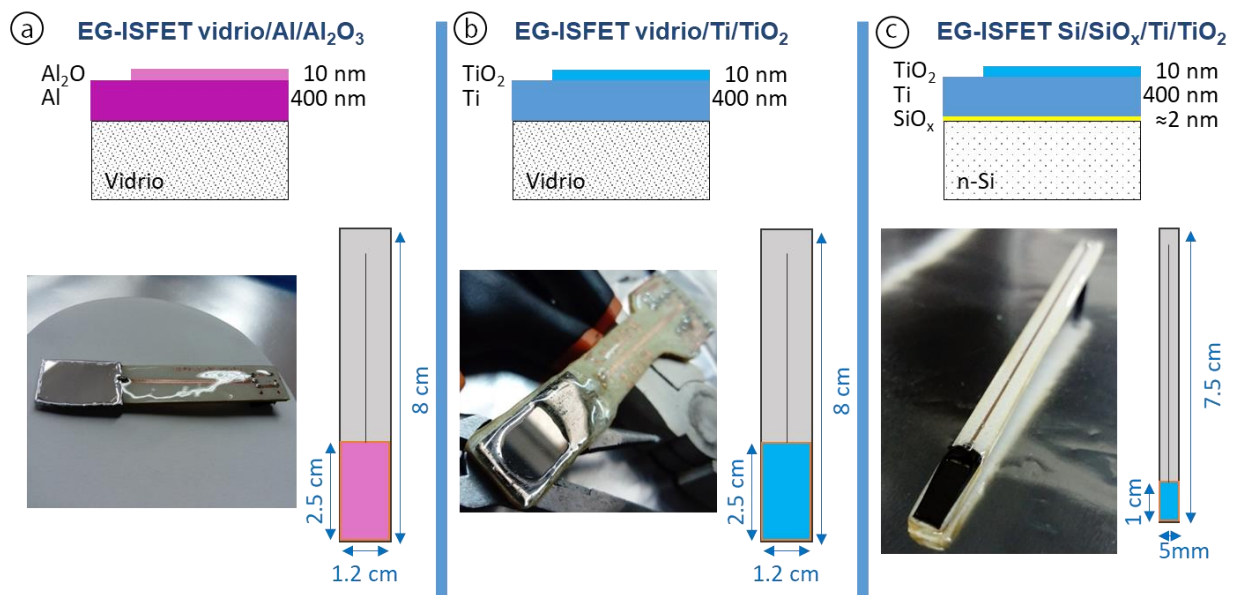 a EG-ISFET vidrio/Al/Al₂O₃
Al₂O 10 nm
Al 400 nm
Vidrio
8 cm
2.5 cm
1.2 cm
b EG-ISFET vidrio/Ti/TiO₂
TiO₂ 10 nm
Ti 400 nm
Vidrio
8 cm
2.5 cm
1.2 cm
c EG-ISFET Si/SiOₓ/Ti/TiO₂
TiO₂ 10 nm
Ti 400 nm
SiOₓ ≈2 nm
n-Si
7.5 cm
1 cm
5mm